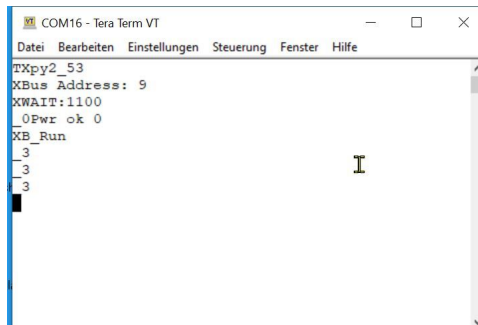 COM16 - Tera Term VT
Datei Bearbeiten Einstellungen Steuerung Fenster Hilfe
TXpy2_53
XBus Address: 9
XWAIT:1100
_0Pwr ok 0
XB_Run
_3
_3
_3